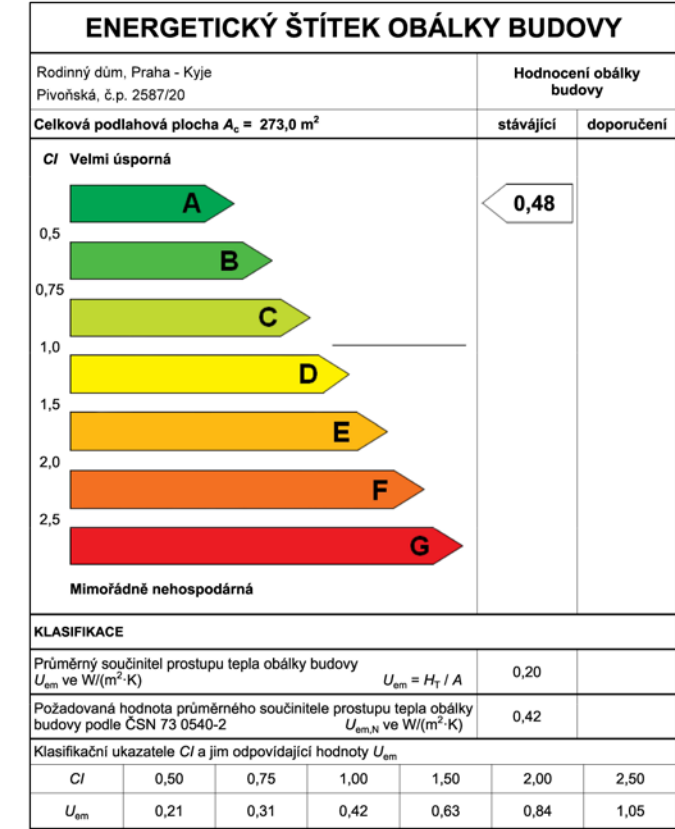 ENERGETICKÝ ŠTÍTEK OBÁLKY BUDOVY
Rodinný dům, Praha - Kyje
Pivoňská, č.p. 2587/20
Hodnocení obálky
budovy
Celková podlahová plocha Ac = 273,0 m²
stávající
doporučení
CI Velmi úsporná
A
0,48
0,5
B
0,75
C
1,0
D
1,5
E
2,0
F
2,5
G
Mimořádně nehospodárná
KLASIFIKACE
Průměrný součinitel prostupu tepla obálky budovy
Uem ve W/(m²·K) Uem = HT / A
0,20
Požadovaná hodnota průměrného součinitele prostupu tepla obálky
budovy podle ČSN 73 0540-2 Uem,N ve W/(m²·K)
0,42
Klasifikační ukazatele CI a jim odpovídající hodnoty Uem
CI 0,50 0,75 1,00 1,50 2,00 2,50
Uem 0,21 0,31 0,42 0,63 0,84 1,05